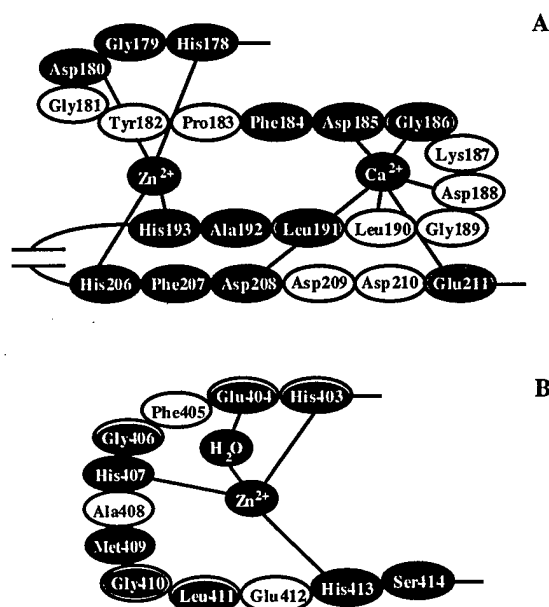 A
Gly179 His178
Asp180
Gly181
Tyr182 Pro183 Phe184 Asp185 Gly186
Lys187
Zn2+ Ca2+
Asp188
His193 Ala192 Leu191 Leu190 Gly189
His206 Phe207 Asp208 Asp209 Asp210 Glu211
B
Glu404 His403
Phe405
Gly406
H2O
His407
Zn2+
Ala408
Met409
Gly410 Leu411 Glu412 His413 Ser414